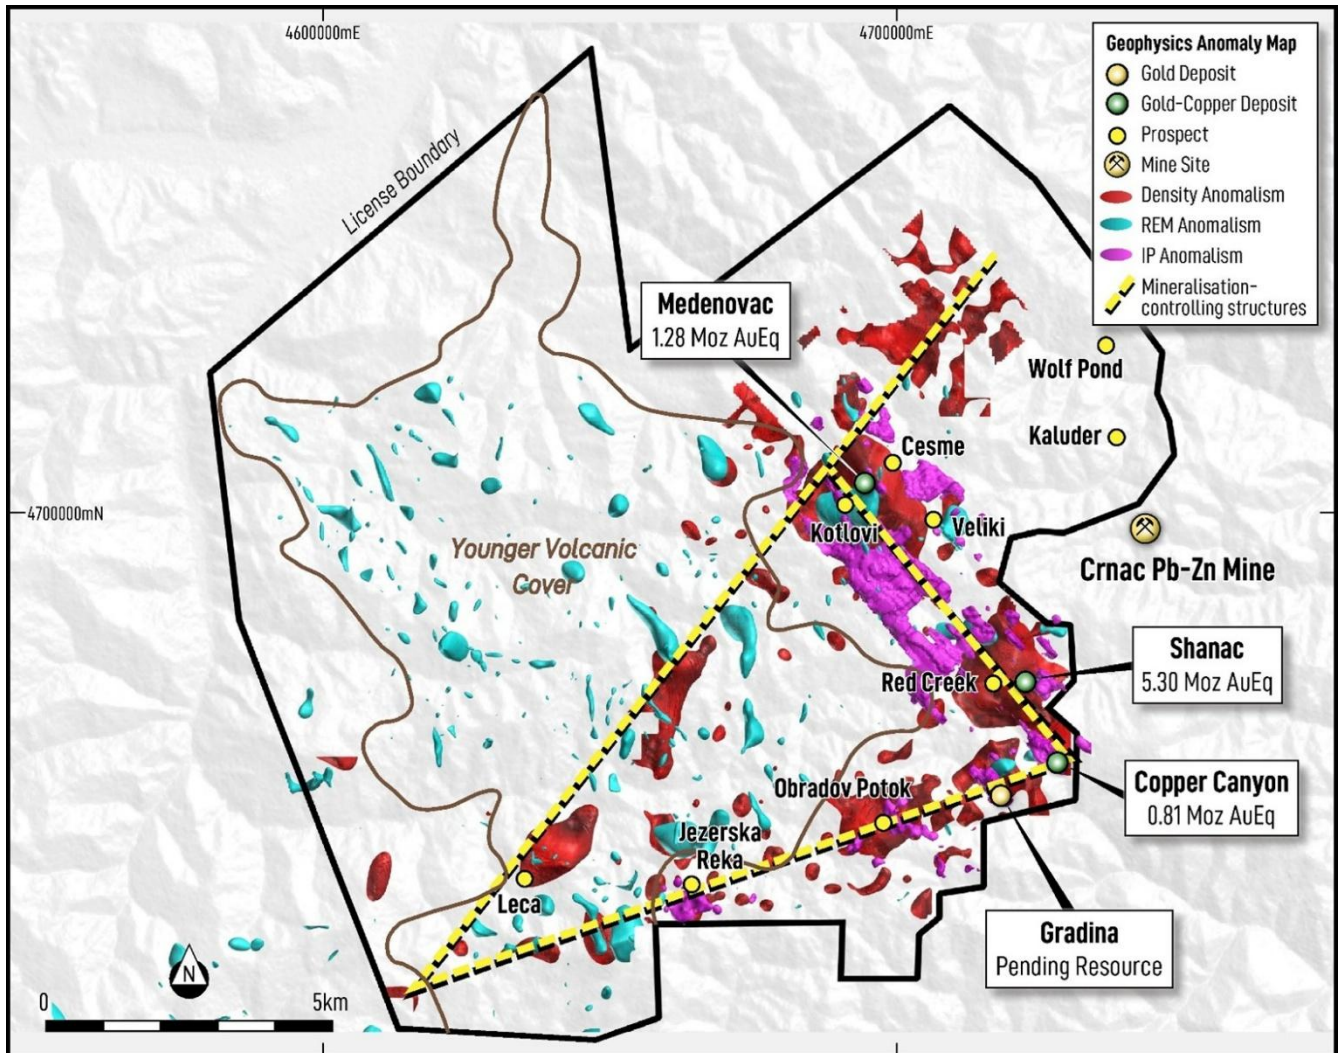 4600000mE
4700000mE
Geophysics Anomaly Map
Gold Deposit
Gold-Copper Deposit
Prospect
Mine Site
Density Anomalism
REM Anomalism
IP Anomalism
Mineralisation-
controlling structures
License Boundary
Medenovac
1.28 Moz AuEq
Wolf Pond
Kaluder
Cesme
4700000mN
Kotlovi
Veliki
Younger Volcanic
Cover
Crnac Pb-Zn Mine
Shanac
5.30 Moz AuEq
Red Creek
Copper Canyon
0.81 Moz AuEq
Obradov Potok
Jezerska
Reka
Leca
Gradina
Pending Resource
N
0
5km